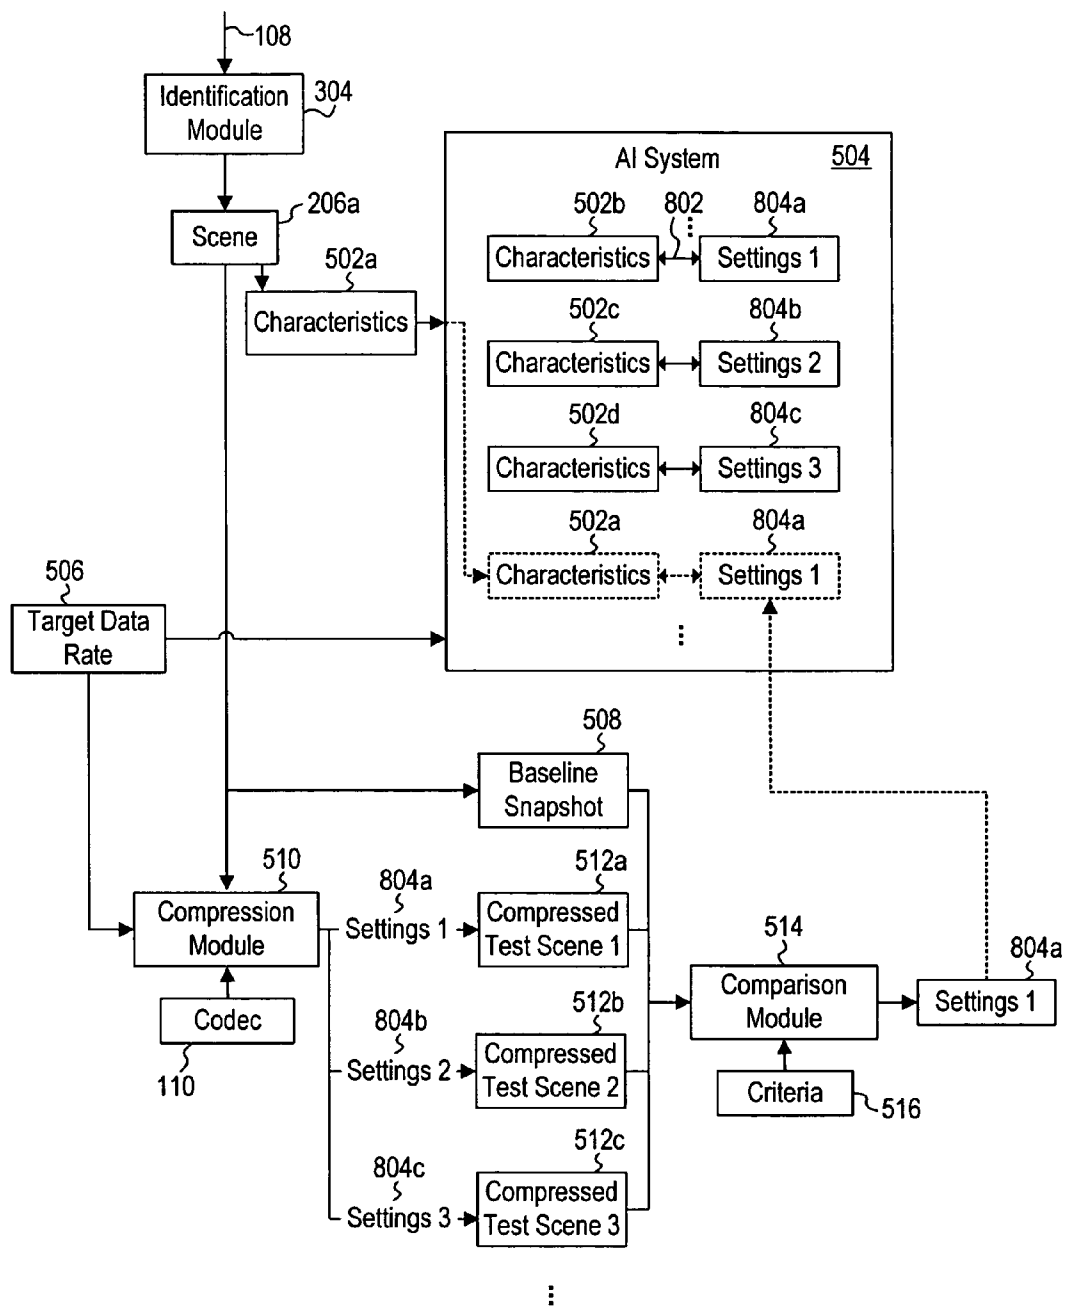 108
Identification
Module
304
Scene
206a
502a
Characteristics
AI System
504
502b
802
804a
Characteristics
Settings 1
502c
804b
Characteristics
Settings 2
502d
804c
Characteristics
Settings 3
502a
804a
Characteristics
Settings 1
506
Target Data
Rate
508
Baseline
Snapshot
510
Compression
Module
804a
Settings 1
512a
Compressed
Test Scene 1
Codec
110
804b
Settings 2
512b
Compressed
Test Scene 2
514
Comparison
Module
804a
Settings 1
Criteria
516
804c
Settings 3
512c
Compressed
Test Scene 3